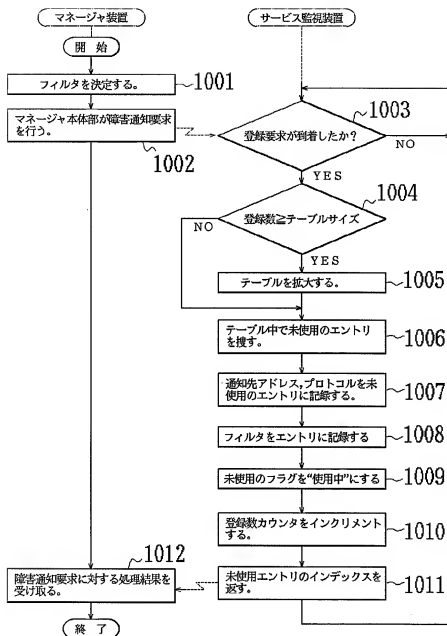 マネージャ装置
サービス監視装置
開始
フィルタを決定する。
1001
マネージャ本体部が障害通知要求
を行う。
1002
登録要求が到着したか?
1003
NO
YES
登録数≧テーブルサイズ
1004
NO
YES
テーブルを拡大する。
1005
テーブル中で未使用のエントリ
を捜す。
1006
通知先アドレス,プロトコルを未
使用のエントリに記録する。
1007
フィルタをエントリに記録する
1008
未使用のフラグを“使用中”にする
1009
登録数カウンタをインクリメント
する。
1010
未使用エントリのインデックスを
返す。
1011
1012
障害通知要求に対する処理結果を
受け取る。
終了